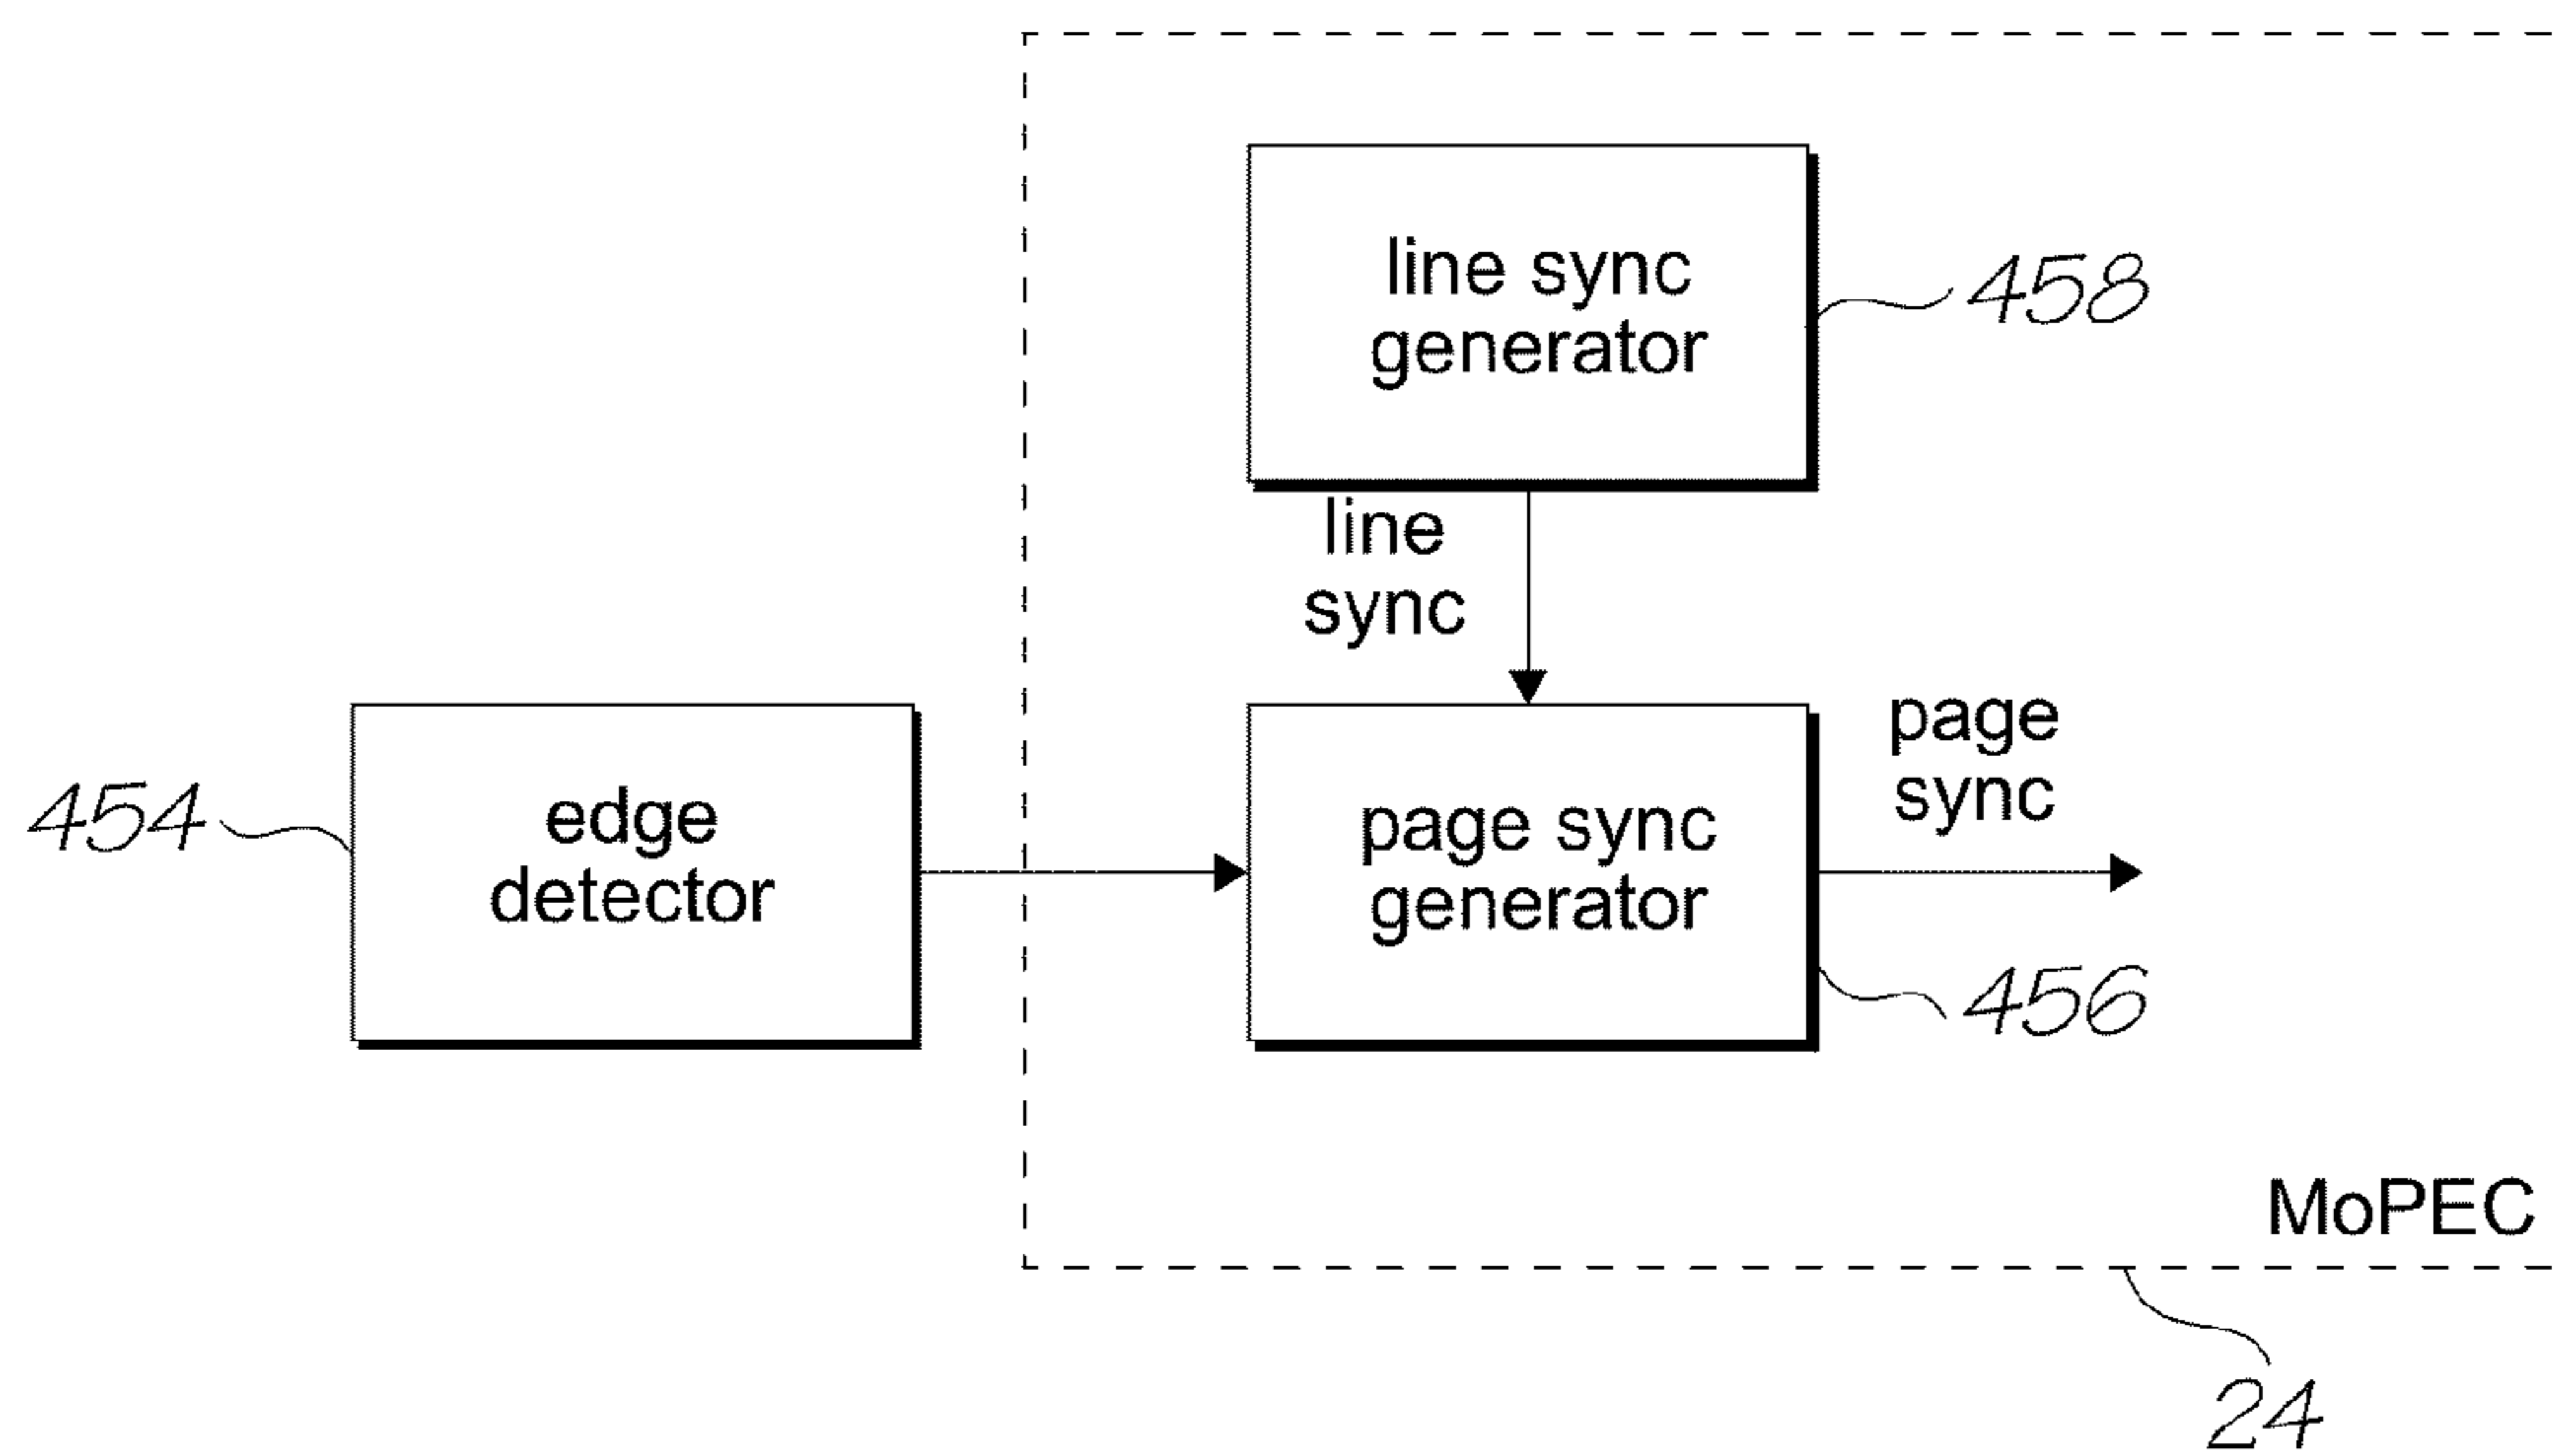 line sync
generator
458
line
sync
page
sync
454
edge
detector
page sync
generator
456
MoPEC
24